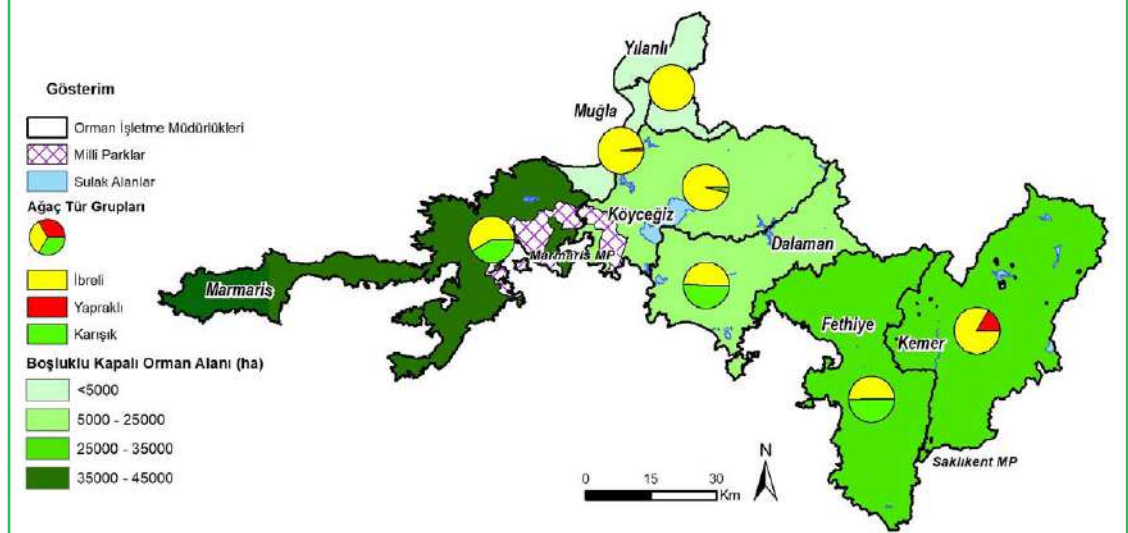 Gösterim
Orman İşletme Müdürlükleri
Milli Parklar
Sulak Alanlar
Ağaç Tür Grupları
İbreli
Yapraklı
Karışık
Boşluklu Kapalı Orman Alanı (ha)
<5000
5000 - 25000
25000 - 35000
35000 - 45000
Yılanlı
Muğla
Köyceğiz
Dalaman
Marmaris MP
Marmaris
Fethiye
Kemer
Saklıkent MP
N
0 15 30
Km